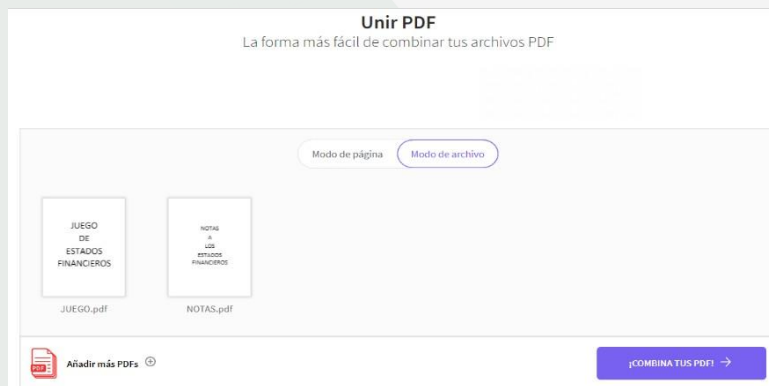 Unir PDF
La forma más fácil de combinar tus archivos PDF
Modo de página
Modo de archivo
JUEGO
DE
ESTADOS
FINANCIEROS
NOTAS
A
LOS
ESTADOS
FINANCIEROS
JUEGO.pdf
NOTAS.pdf
PDF
Añadir más PDFs
¡COMBINA TUS PDF!